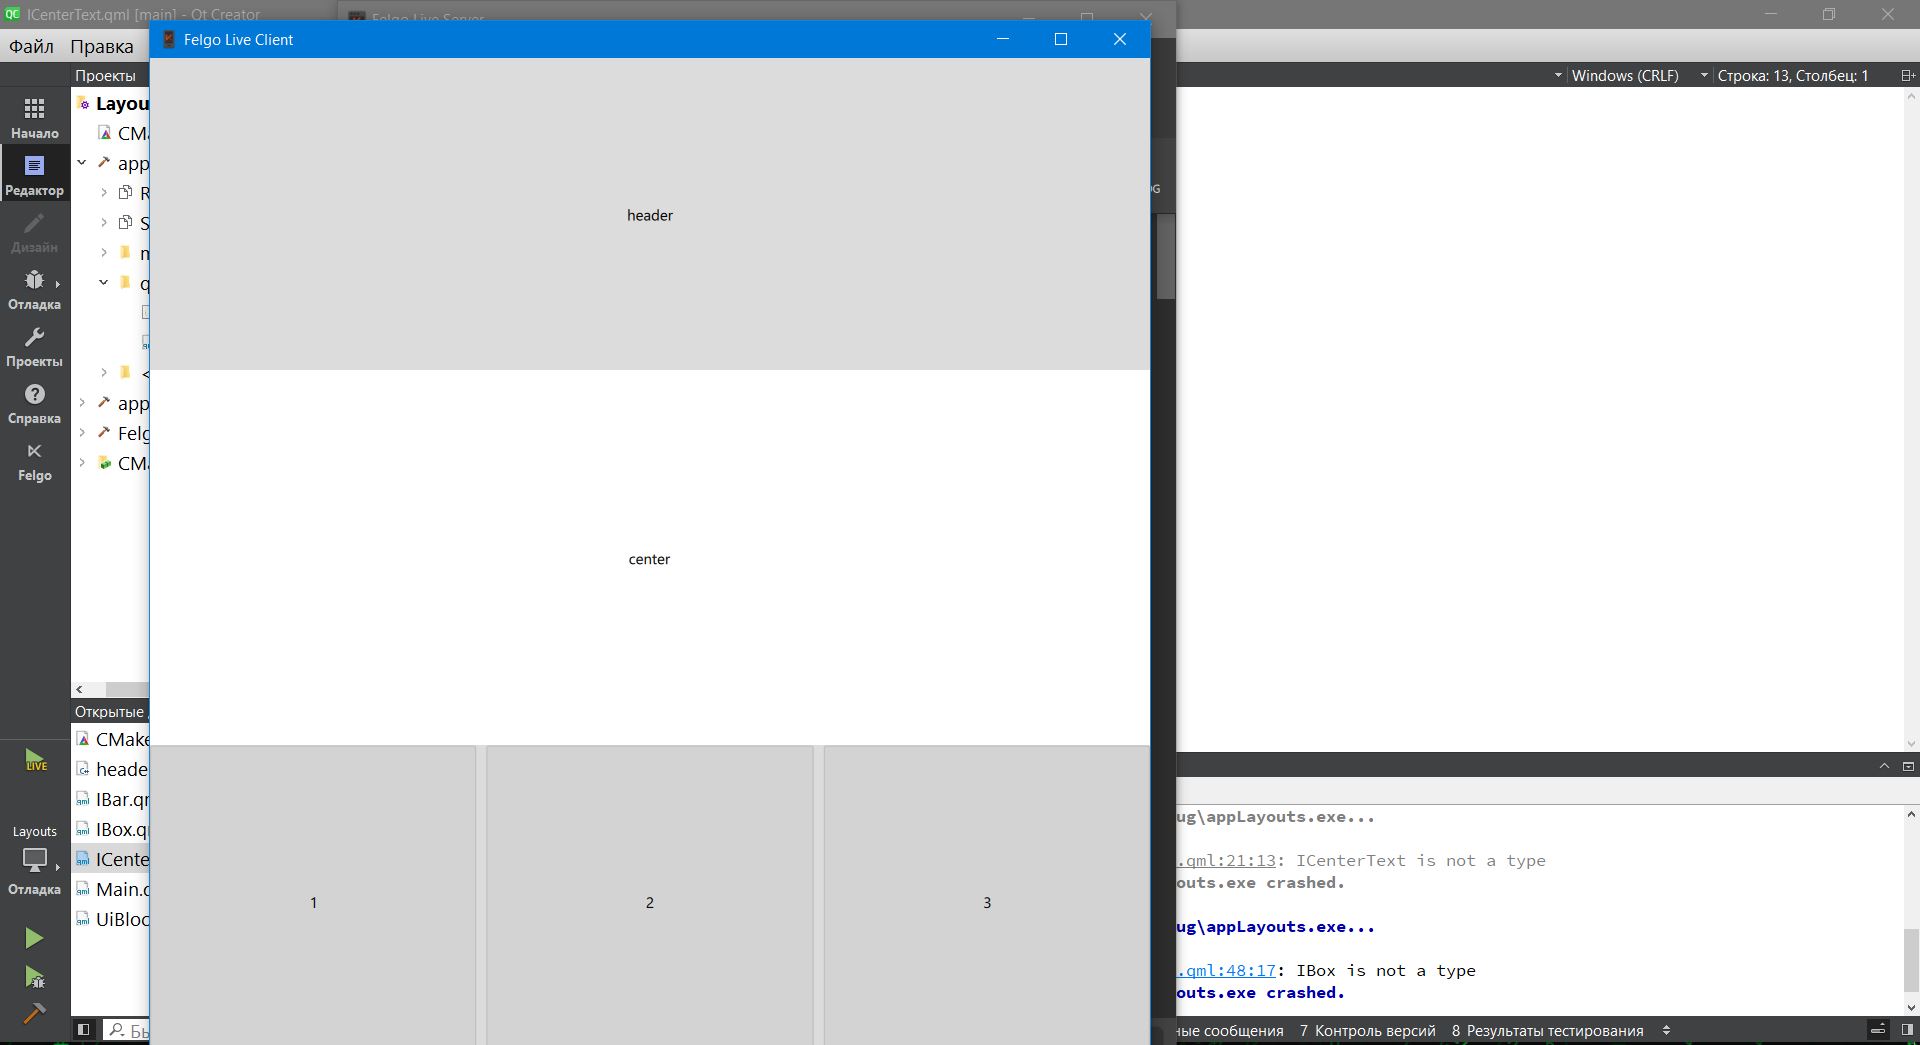 ICenterText.qml [main] - Qt Creator
Felgo Live Server
Felgo Live Client
Файл
Правка
Проекты
Windows (CRLF)
Строка: 13, Столбец: 1
Начало
Редактор
Дизайн
Отладка
Проекты
Справка
Felgo
Layou
CMa
app
R
S
m
q
<
app
Felg
CMa
header
center
1
2
3
OG
Открытые
CMake
heade
IBar.qm
IBox.q
ICente
Main.c
UiBloc
LIVE
Layouts
Отладка
ug\appLayouts.exe...
.qml:21:13: ICenterText is not a type
outs.exe crashed.
ug\appLayouts.exe...
.qml:48:17: IBox is not a type
outs.exe crashed.
Бы
ные сообщения
7 Контроль версий
8 Результаты тестирования